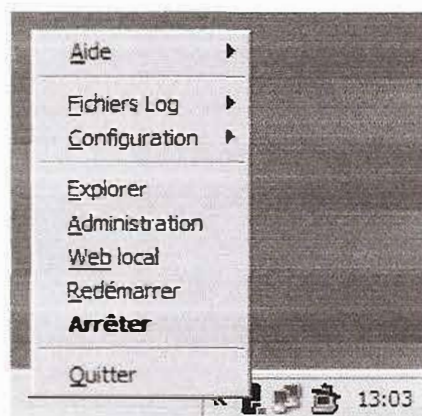 Aide
Fichiers Log
Configuration
Explorer
Administration
Web local
Redémarrer
Arrêter
Quitter
13:03